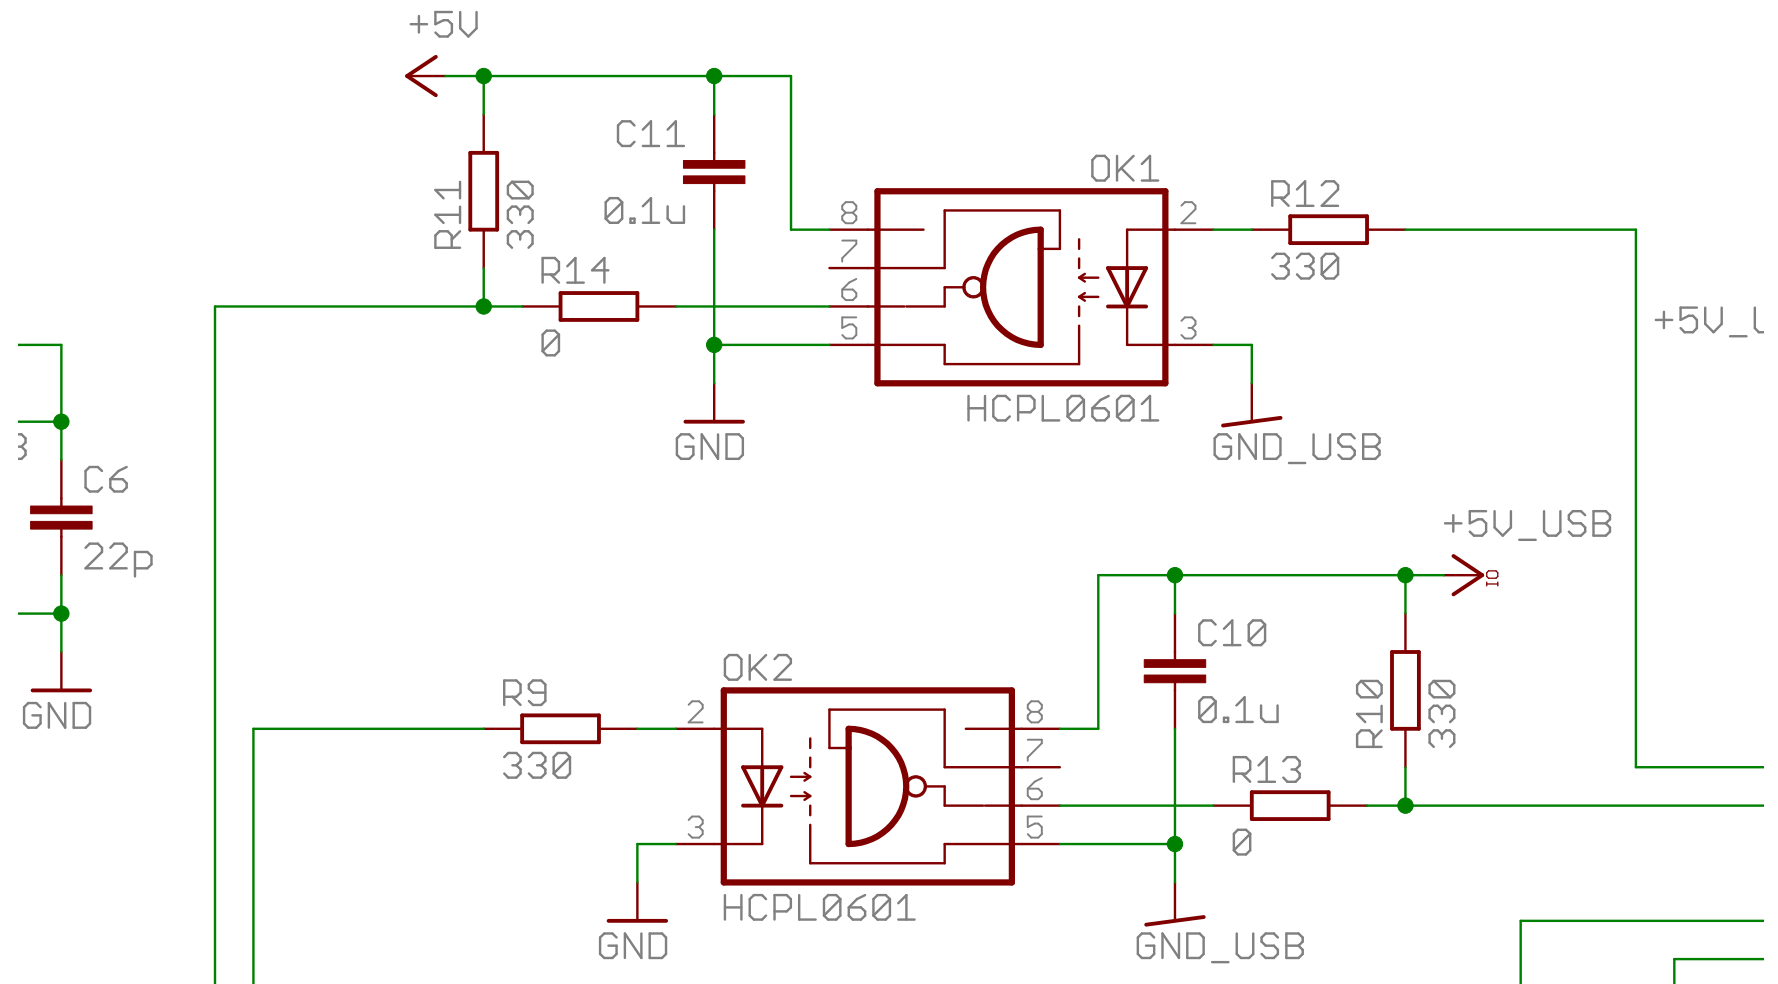 +5V
C11
0.1u
R11
330
R14
0
OK1
8
7
6
5
2
3
HCPL0601
R12
330
GND
GND_USB
C6
22p
GND
+5V_USB
IO
C10
0.1u
R10
330
OK2
R9
330
2
3
8
7
6
5
R13
0
HCPL0601
GND
GND_USB